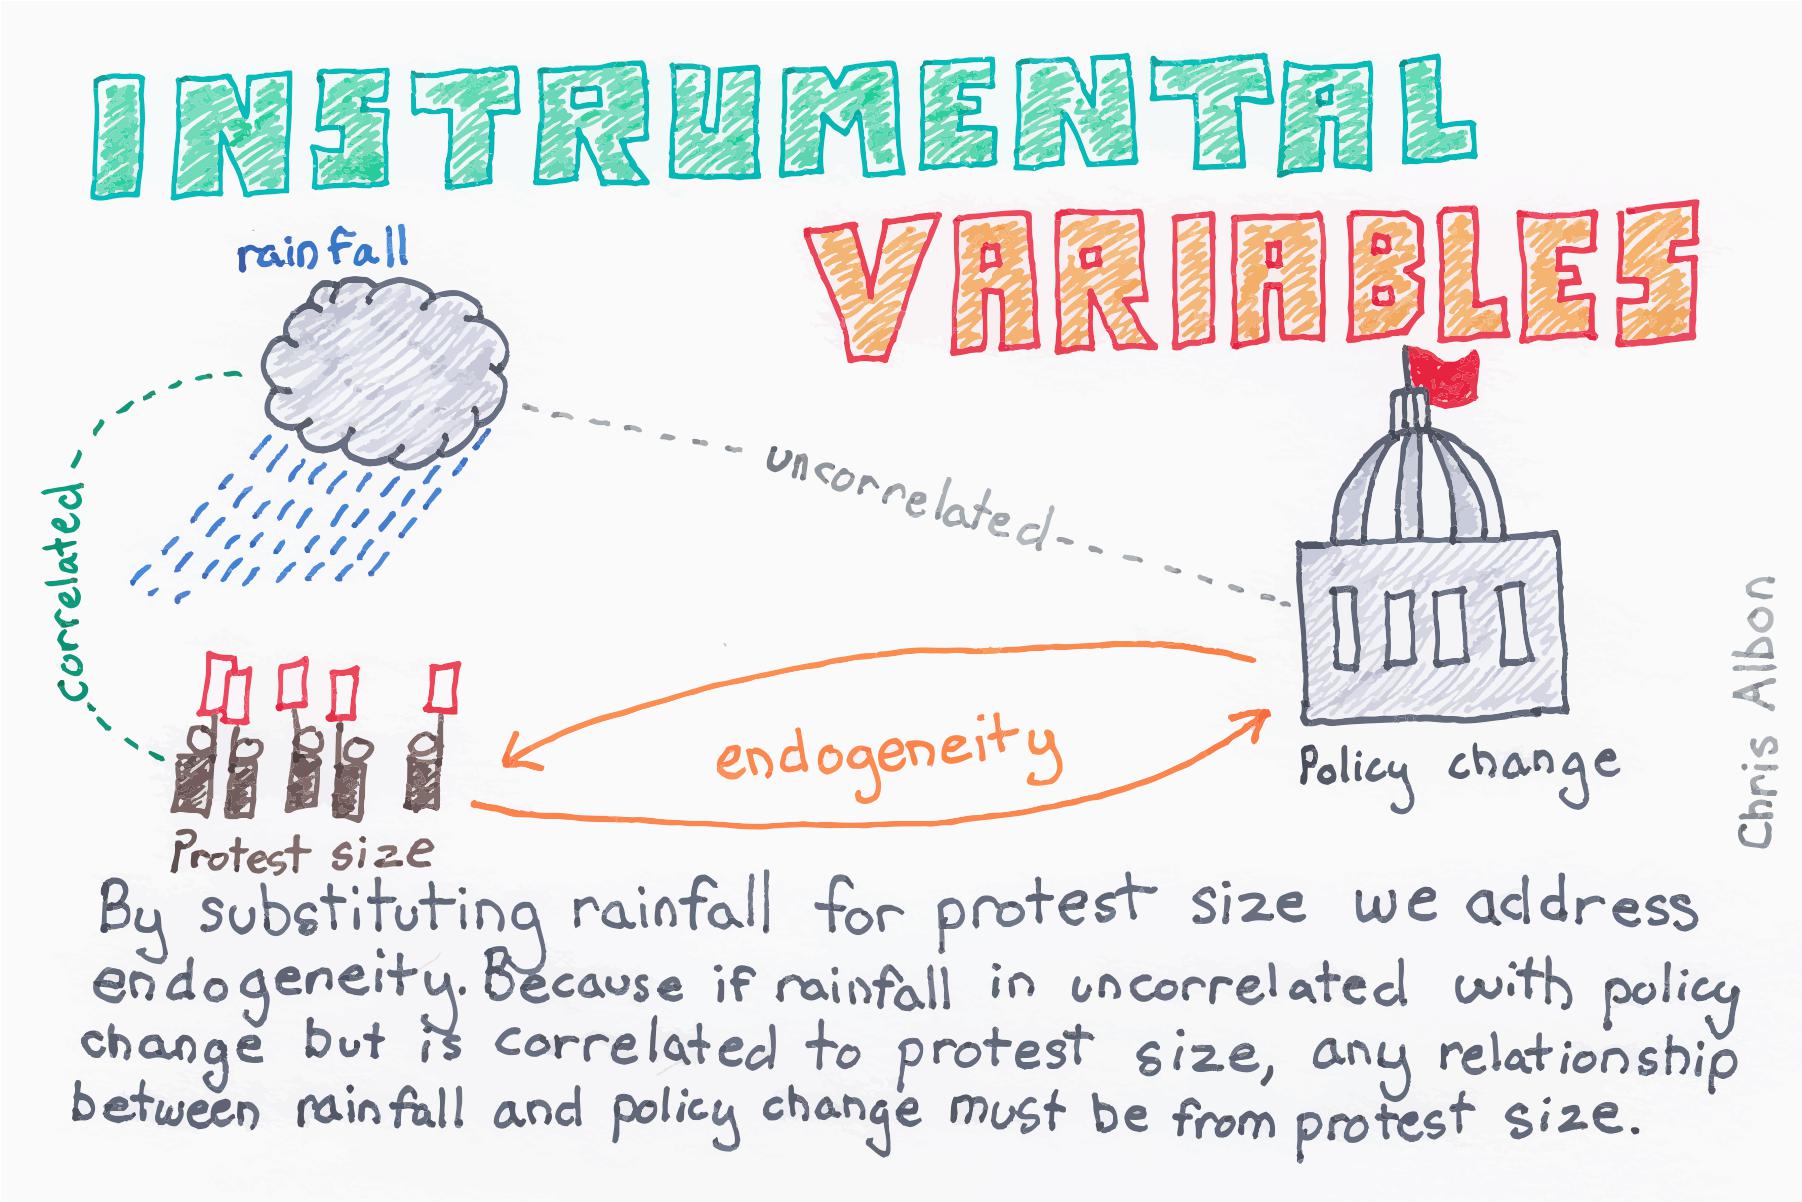 INSTRUMENTAL
VARIABLES
rainfall
uncorrelated
correlated
endogeneity
Policy change
Protest size
Chris Albon
By substituting rainfall for protest size we address
endogeneity. Because if rainfall in uncorrelated with policy
change but is correlated to protest size, any relationship
between rainfall and policy change must be from protest size.